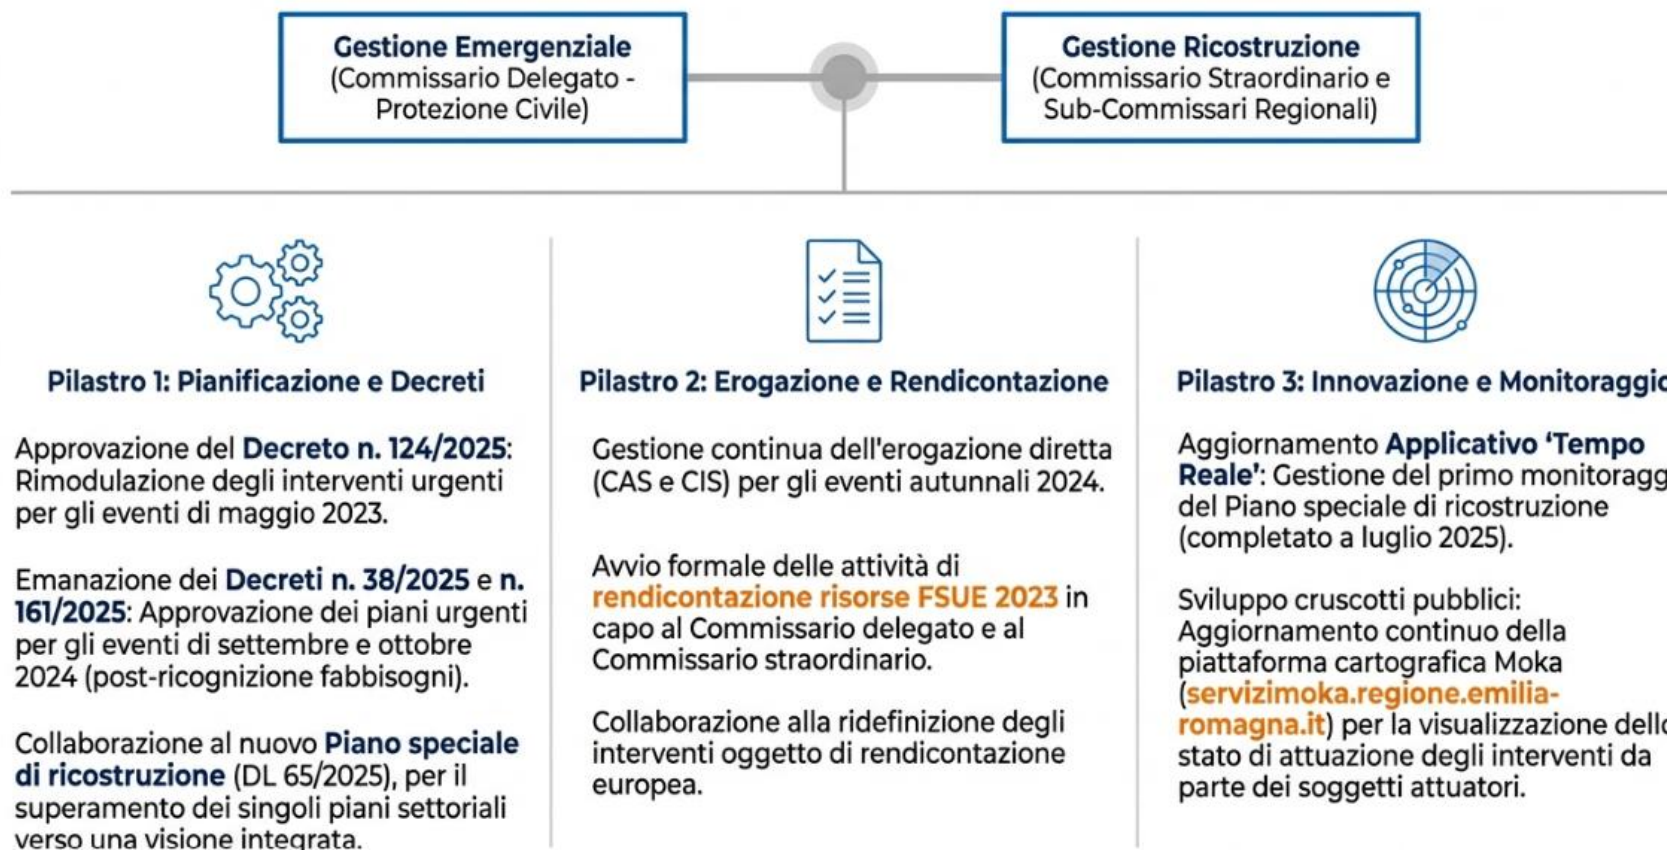 Gestione Emergenziale
(Commissario Delegato -
Protezione Civile)
Gestione Ricostruzione
(Commissario Straordinario e
Sub-Commissari Regionali)
Pilastro 1: Pianificazione e Decreti
Approvazione del Decreto n. 124/2025:
Rimodulazione degli interventi urgenti
per gli eventi di maggio 2023.
Emanazione dei Decreti n. 38/2025 e n.
161/2025: Approvazione dei piani urgenti
per gli eventi di settembre e ottobre
2024 (post-ricognizione fabbisogni).
Collaborazione al nuovo Piano speciale
di ricostruzione (DL 65/2025), per il
superamento dei singoli piani settoriali
verso una visione integrata.
Pilastro 2: Erogazione e Rendicontazione
Gestione continua dell'erogazione diretta
(CAS e CIS) per gli eventi autunnali 2024.
Avvio formale delle attività di
rendicontazione risorse FSUE 2023 in
capo al Commissario delegato e al
Commissario straordinario.
Collaborazione alla ridefinizione degli
interventi oggetto di rendicontazione
europea.
Pilastro 3: Innovazione e Monitoraggio
Aggiornamento Applicativo ‘Tempo
Reale’: Gestione del primo monitoragg
del Piano speciale di ricostruzione
(completato a luglio 2025).
Sviluppo cruscotti pubblici:
Aggiornamento continuo della
piattaforma cartografica Moka
(servizimoka.regione.emilia-
romagna.it) per la visualizzazione dello
stato di attuazione degli interventi da
parte dei soggetti attuatori.